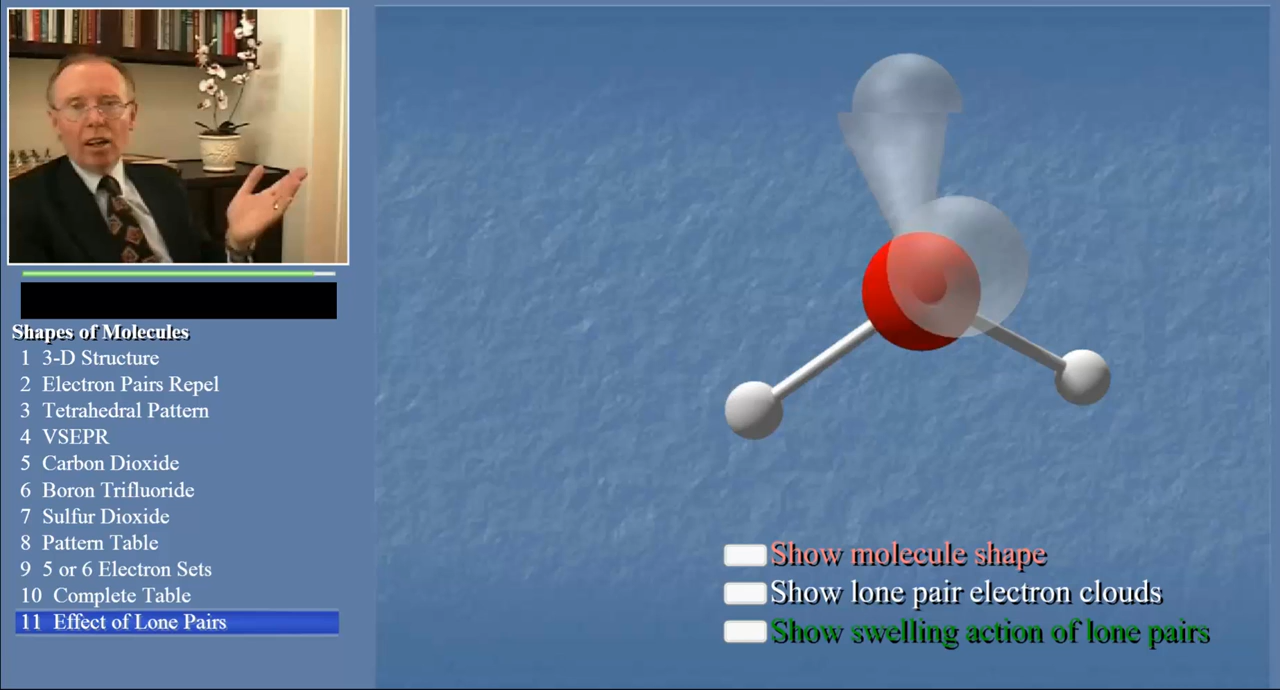 Shapes of Molecules
1 3-D Structure
2 Electron Pairs Repel
3 Tetrahedral Pattern
4 VSEPR
5 Carbon Dioxide
6 Boron Trifluoride
7 Sulfur Dioxide
8 Pattern Table
9 5 or 6 Electron Sets
10 Complete Table
11 Effect of Lone Pairs
Show molecule shape
Show lone pair electron clouds
Show swelling action of lone pairs